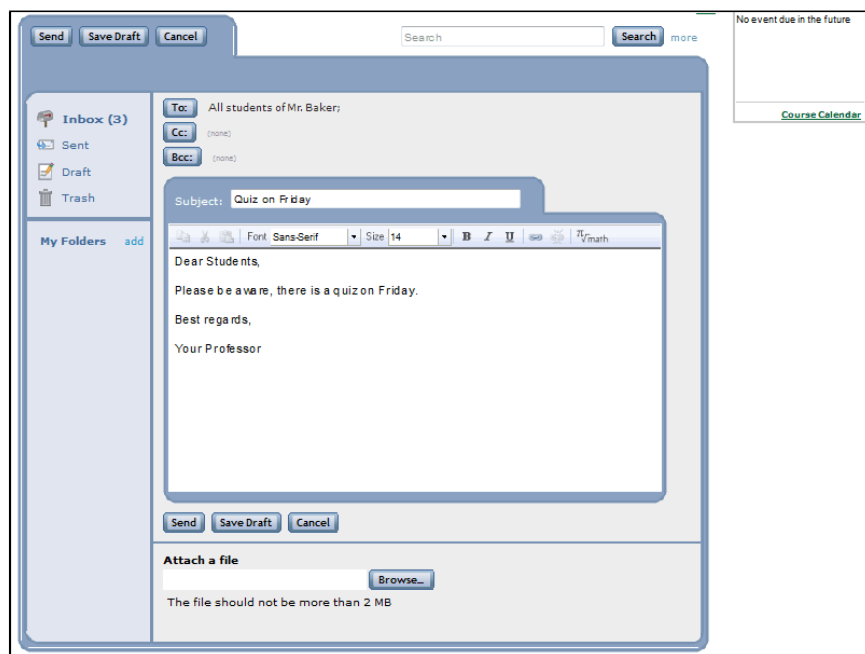 Send Save Draft Cancel
Search Search more
No event due in the future
Course Calendar
Inbox (3)
Sent
Draft
Trash
My Folders add
To: All students of Mr. Baker;
Cc: (none)
Bcc: (none)
Subject: Quiz on Friday
Font Sans-Serif Size 14 B I U π√math
Dear Students,
Please be aware, there is a quiz on Friday.
Best regards,
Your Professor
Send Save Draft Cancel
Attach a file
Browse...
The file should not be more than 2 MB